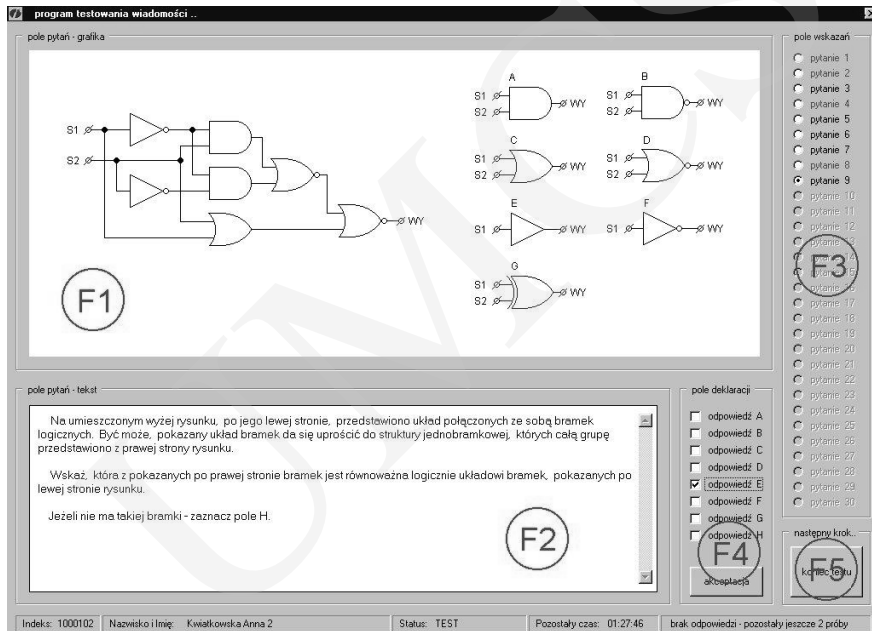 program testowania wiadomości ..
pole pytań - grafika
S1
S2
WY
A
S1
S2
WY
B
S1
S2
WY
C
S1
S2
WY
D
S1
S2
WY
E
S1
WY
F
S1
WY
G
S1
S2
WY
F1
pole wskazań
pytanie 1
pytanie 2
pytanie 3
pytanie 4
pytanie 5
pytanie 6
pytanie 7
pytanie 8
pytanie 9
pytanie 10
pytanie 11
pytanie 12
pytanie 13
pytanie 14
pytanie 15
pytanie 16
pytanie 17
pytanie 18
pytanie 19
pytanie 20
pytanie 21
pytanie 22
pytanie 23
pytanie 24
pytanie 25
pytanie 26
pytanie 27
pytanie 28
pytanie 29
pytanie 30
F3
pole pytań - tekst
Na umieszczonym wyżej rysunku, po jego lewej stronie, przedstawiono układ połączonych ze sobą bramek
logicznych. Być może, pokazany układ bramek da się uprościć do struktury jednobramkowej, których całą grupę
przedstawiono z prawej strony rysunku.
Wskaż, która z pokazanych po prawej stronie bramek jest równoważna logicznie układowi bramek, pokazanych po
lewej stronie rysunku.
Jeżeli nie ma takiej bramki - zaznacz pole H.
F2
pole deklaracji
odpowiedź A
odpowiedź B
odpowiedź C
odpowiedź D
odpowiedź E
odpowiedź F
odpowiedź G
odpowiedź H
F4
akceptacja
następny krok..
koniec testu
F5
Indeks: 1000102
Nazwisko i Imię: Kwiatkowska Anna 2
Status: TEST
Pozostały czas: 01:27:46
brak odpowiedzi - pozostały jeszcze 2 próby
UMCS